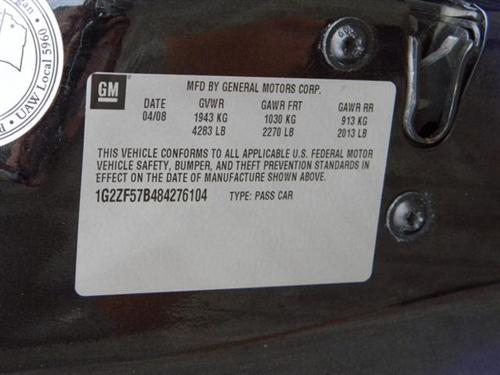 igan
UAW Local 5960
GM
MFD BY GENERAL MOTORS CORP.
DATE GVWR GAWR FRT GAWR RR
04/08 1943 KG 1030 KG 913 KG
4283 LB 2270 LB 2013 LB
THIS VEHICLE CONFORMS TO ALL APPLICABLE U.S. FEDERAL MOTOR
VEHICLE SAFETY, BUMPER, AND THEFT PREVENTION STANDARDS IN
EFFECT ON THE DATE OF MANUFACTURE SHOWN ABOVE.
1G2ZF57B484276104 TYPE: PASS CAR